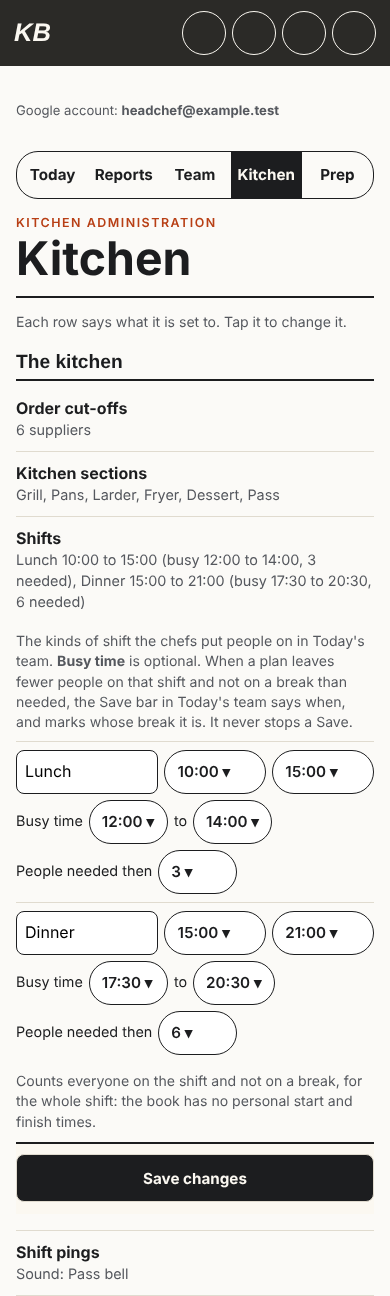 KB
Google account: headchef@example.test
Today Reports Team Kitchen Prep
KITCHEN ADMINISTRATION
Kitchen
Each row says what it is set to. Tap it to change it.
The kitchen
Order cut-offs
6 suppliers
Kitchen sections
Grill, Pans, Larder, Fryer, Dessert, Pass
Shifts
Lunch 10:00 to 15:00 (busy 12:00 to 14:00, 3
needed), Dinner 15:00 to 21:00 (busy 17:30 to 20:30,
6 needed)
The kinds of shift the chefs put people on in Today's
team. Busy time is optional. When a plan leaves
fewer people on that shift and not on a break than
needed, the Save bar in Today's team says when,
and marks whose break it is. It never stops a Save.
Lunch 10:00 ▼ 15:00 ▼
Busy time 12:00 ▼ to 14:00 ▼
People needed then 3 ▼
Dinner 15:00 ▼ 21:00 ▼
Busy time 17:30 ▼ to 20:30 ▼
People needed then 6 ▼
Counts everyone on the shift and not on a break, for
the whole shift: the book has no personal start and
finish times.
Save changes
Shift pings
Sound: Pass bell